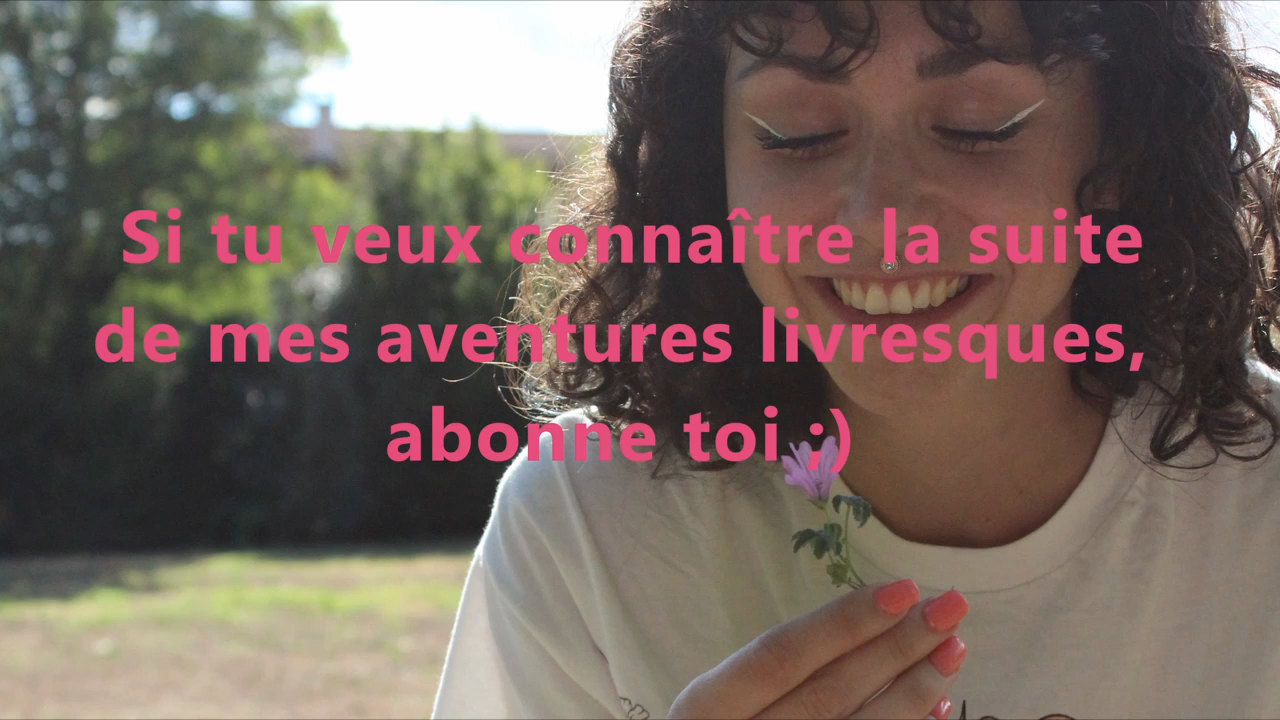 Si tu veux connaître la suite
de mes aventures livresques,
abonne toi ;)